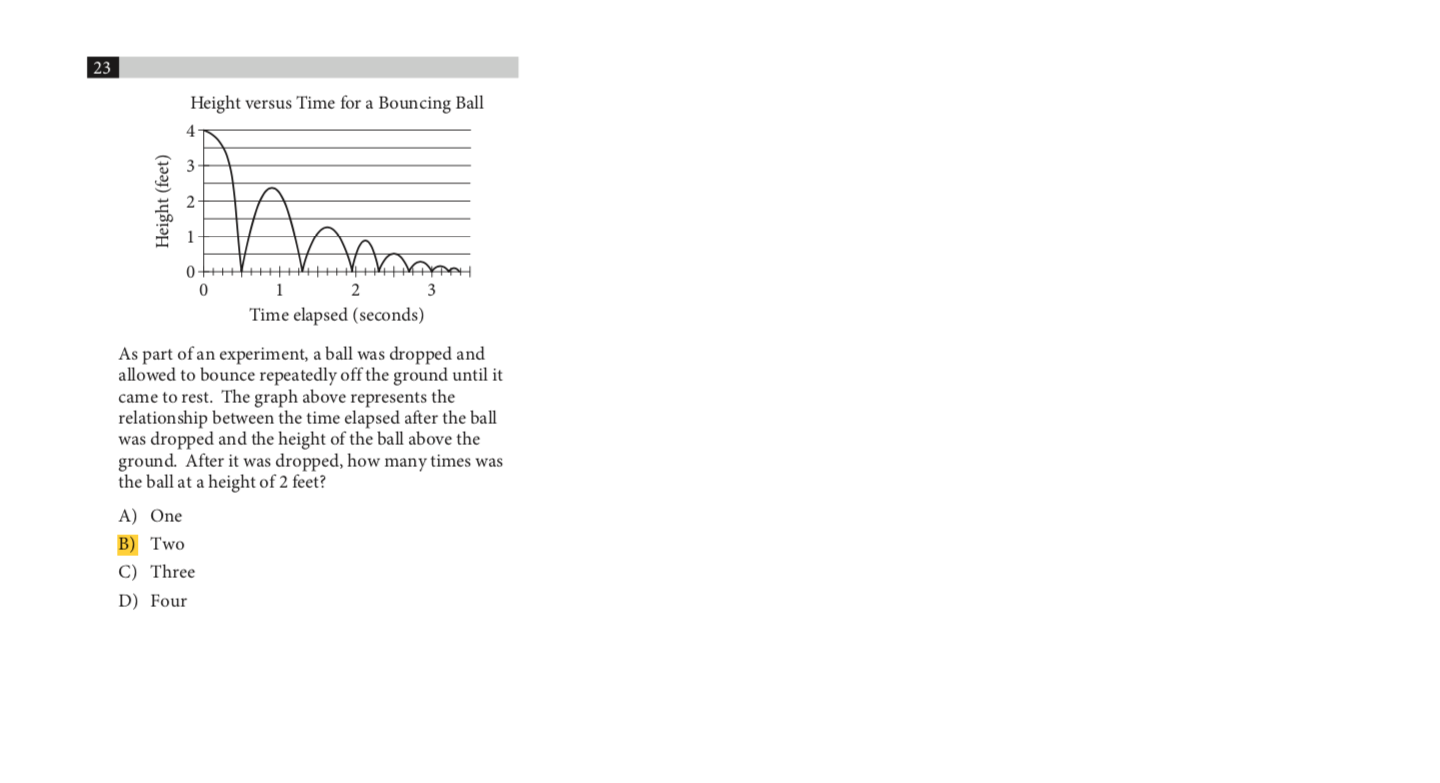 23
Height versus Time for a Bouncing Ball
Height (feet)
4
3
2
1
0
0 1 2 3
Time elapsed (seconds)
As part of an experiment, a ball was dropped and
allowed to bounce repeatedly off the ground until it
came to rest. The graph above represents the
relationship between the time elapsed after the ball
was dropped and the height of the ball above the
ground. After it was dropped, how many times was
the ball at a height of 2 feet?
A) One
B) Two
C) Three
D) Four